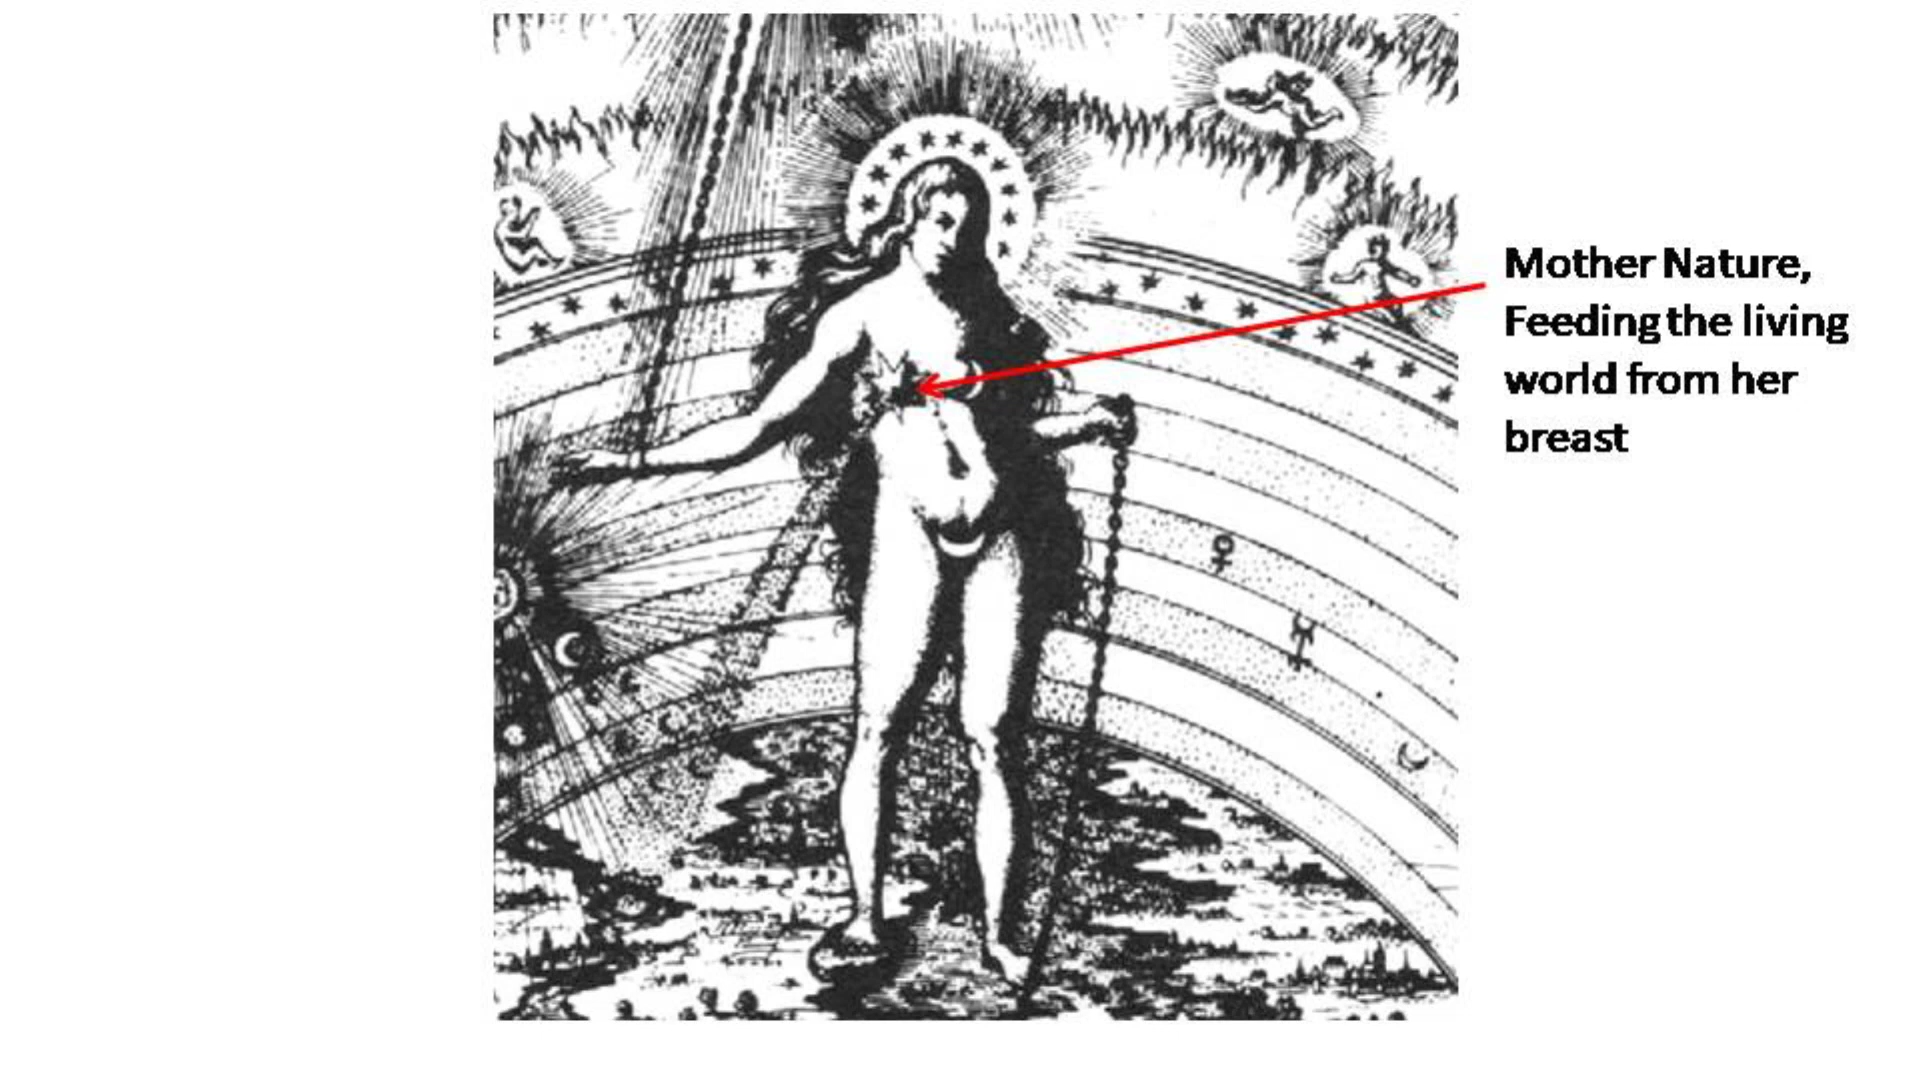 Mother Nature,
Feeding the living
world from her
breast